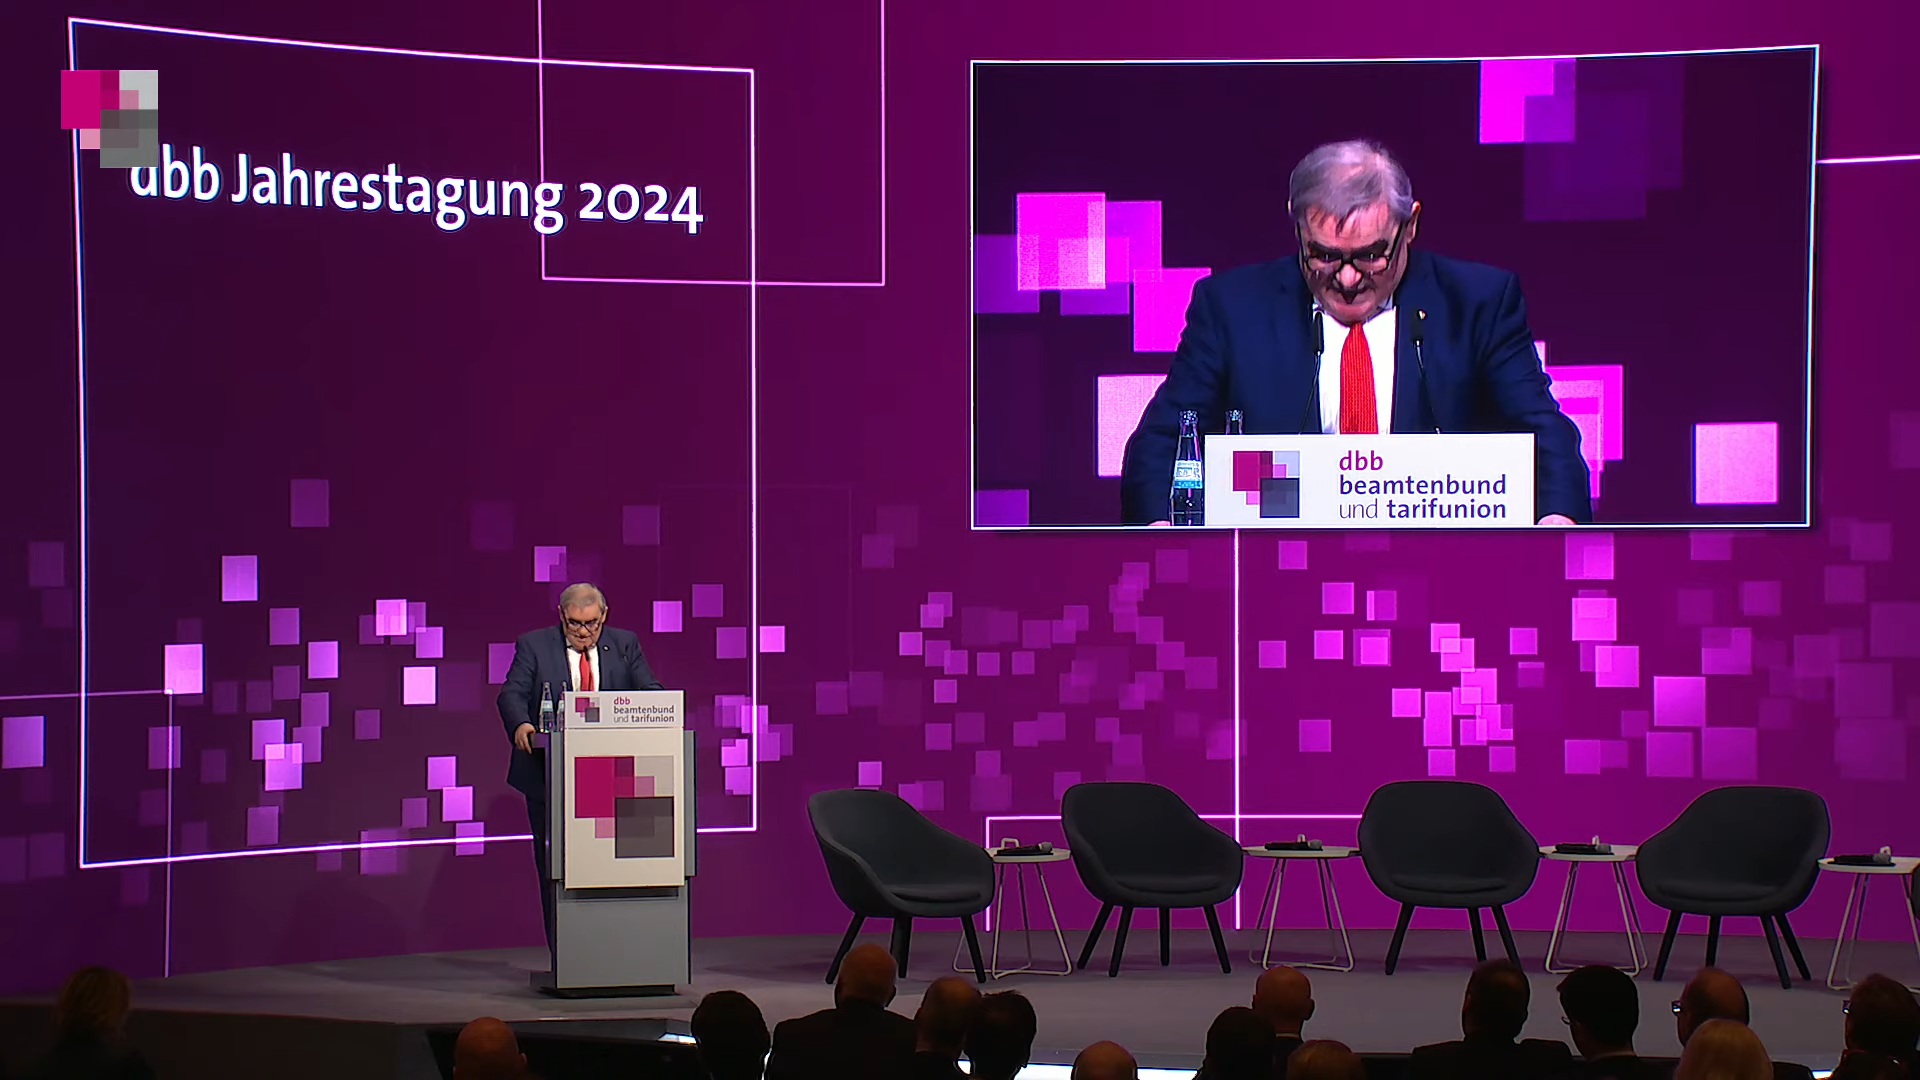 dbb Jahrestagung 2024
dbb
beamtenbund
und tarifunion
dbb
beamtenbund
und tarifunion